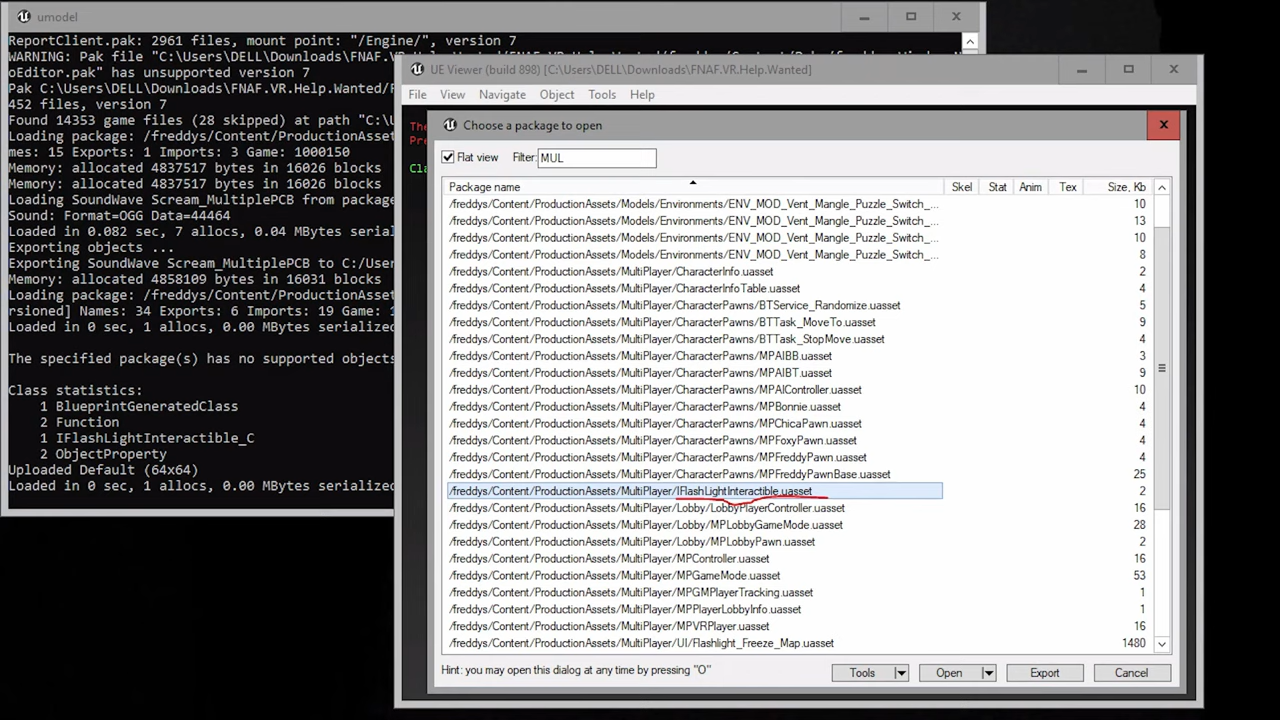 umodel
ReportClient.pak: 2961 files, mount point: "/Engine/", version 7
WARNING: Pak file "C:\Users\DELL\Downloads\FNAF.VR.Help.Wanted/
oEditor.pak" has unsupported version 7
Pak C:\Users\DELL\Downloads\FNAF.VR.Help.Wanted/
452 files, version 7
Found 14353 game files (28 skipped) at path "C:\
Loading package: /freddys/Content/ProductionAsset
mes: 15 Exports: 1 Imports: 3 Game: 1000150
Memory: allocated 4837517 bytes in 16026 blocks
Memory: allocated 4837517 bytes in 16026 blocks
Loading SoundWave Scream_MultiplePCB from package
Sound: Format=OGG Data=44464
Loaded in 0.082 sec, 7 allocs, 0.04 MBytes serial
Exporting objects ...
Exporting SoundWave Scream_MultiplePCB to C:/User
Memory: allocated 4858109 bytes in 16031 blocks
Loading package: /freddys/Content/ProductionAsset
rsioned] Names: 34 Exports: 6 Imports: 19 Game: 1
Loaded in 0 sec, 1 allocs, 0.00 MBytes serialized
The specified package(s) has no supported objects
Class statistics:
1 BlueprintGeneratedClass
2 Function
1 IFlashLightInteractible_C
2 ObjectProperty
Uploaded Default (64x64)
Loaded in 0 sec, 1 allocs, 0.00 MBytes serialized
UE Viewer (build 898) [C:\Users\DELL\Downloads\FNAF.VR.Help.Wanted/]
File View Navigate Object Tools Help
The
Pre
Cla
Choose a package to open
Flat view Filter: MUL
Package name Skel Stat Anim Tex Size, Kb
/freddys/Content/ProductionAssets/Models/Environments/ENV_MOD_Vent_Mangle_Puzzle_Switch_... 10
/freddys/Content/ProductionAssets/Models/Environments/ENV_MOD_Vent_Mangle_Puzzle_Switch_... 13
/freddys/Content/ProductionAssets/Models/Environments/ENV_MOD_Vent_Mangle_Puzzle_Switch_... 10
/freddys/Content/ProductionAssets/Models/Environments/ENV_MOD_Vent_Mangle_Puzzle_Switch_... 8
/freddys/Content/ProductionAssets/MultiPlayer/CharacterInfo.uasset 2
/freddys/Content/ProductionAssets/MultiPlayer/CharacterInfoTable.uasset 4
/freddys/Content/ProductionAssets/MultiPlayer/CharacterPawns/BTService_Randomize.uasset 5
/freddys/Content/ProductionAssets/MultiPlayer/CharacterPawns/BTTask_MoveTo.uasset 9
/freddys/Content/ProductionAssets/MultiPlayer/CharacterPawns/BTTask_StopMove.uasset 4
/freddys/Content/ProductionAssets/MultiPlayer/CharacterPawns/MPAIBB.uasset 3
/freddys/Content/ProductionAssets/MultiPlayer/CharacterPawns/MPAIBT.uasset 9
/freddys/Content/ProductionAssets/MultiPlayer/CharacterPawns/MPAIController.uasset 10
/freddys/Content/ProductionAssets/MultiPlayer/CharacterPawns/MPBonnie.uasset 4
/freddys/Content/ProductionAssets/MultiPlayer/CharacterPawns/MPChicaPawn.uasset 4
/freddys/Content/ProductionAssets/MultiPlayer/CharacterPawns/MPFoxyPawn.uasset 4
/freddys/Content/ProductionAssets/MultiPlayer/CharacterPawns/MPFreddyPawn.uasset 4
/freddys/Content/ProductionAssets/MultiPlayer/CharacterPawns/MPFreddyPawnBase.uasset 25
/freddys/Content/ProductionAssets/MultiPlayer/IFlashLightInteractible.uasset 2
/freddys/Content/ProductionAssets/MultiPlayer/Lobby/LobbyPlayerController.uasset 16
/freddys/Content/ProductionAssets/MultiPlayer/Lobby/MPLobbyGameMode.uasset 28
/freddys/Content/ProductionAssets/MultiPlayer/Lobby/MPLobbyPawn.uasset 2
/freddys/Content/ProductionAssets/MultiPlayer/MPController.uasset 16
/freddys/Content/ProductionAssets/MultiPlayer/MPGameMode.uasset 53
/freddys/Content/ProductionAssets/MultiPlayer/MPGMPlayerTracking.uasset 1
/freddys/Content/ProductionAssets/MultiPlayer/MPPlayerLobbyInfo.uasset 1
/freddys/Content/ProductionAssets/MultiPlayer/MPVRPlayer.uasset 16
/freddys/Content/ProductionAssets/MultiPlayer/UI/Flashlight_Freeze_Map.uasset 1480
Hint: you may open this dialog at any time by pressing "O"
Tools Open Export Cancel